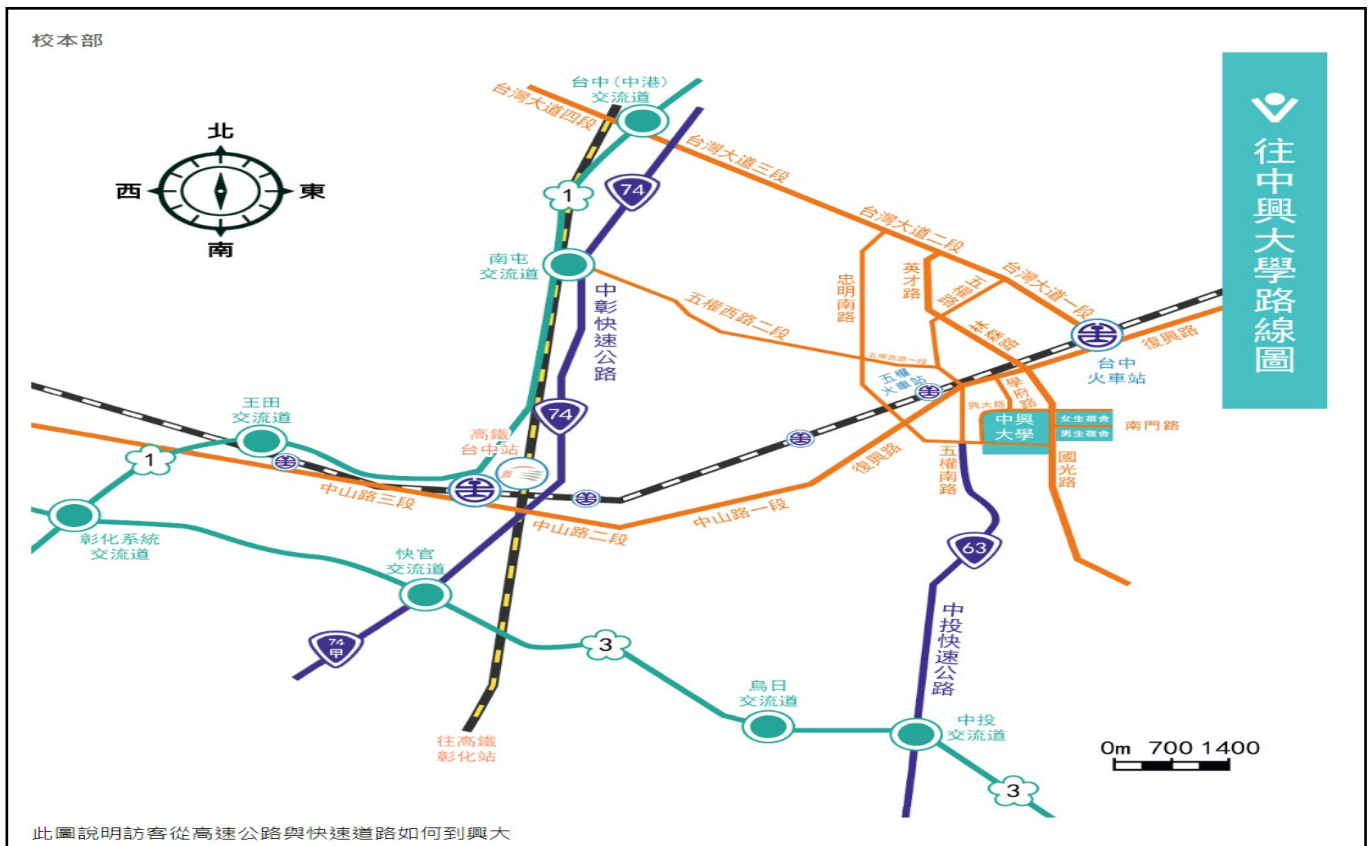 校本部
往中興大學路線圖
北
西
東
南
台中(中港)
交流道
台灣大道四段
台灣大道三段
台灣大道二段
台灣大道一段
1
74
南屯
交流道
中彰快速公路
五權西路二段
五權西路一段
忠明南路
英才路
五權路
林森路
復興路
台中
火車站
五權
火車站
學府路
興大路
中興
大學
女生宿舍
男生宿舍
南門路
國光路
五權南路
王田
交流道
74
高鐵
台中站
1
中山路三段
中山路二段
中山路一段
復興路
彰化系統
交流道
快官
交流道
63
中投快速公路
74
甲
3
烏日
交流道
中投
交流道
往高鐵
彰化站
0m 700 1400
3
此圖說明訪客從高速公路與快速道路如何到興大